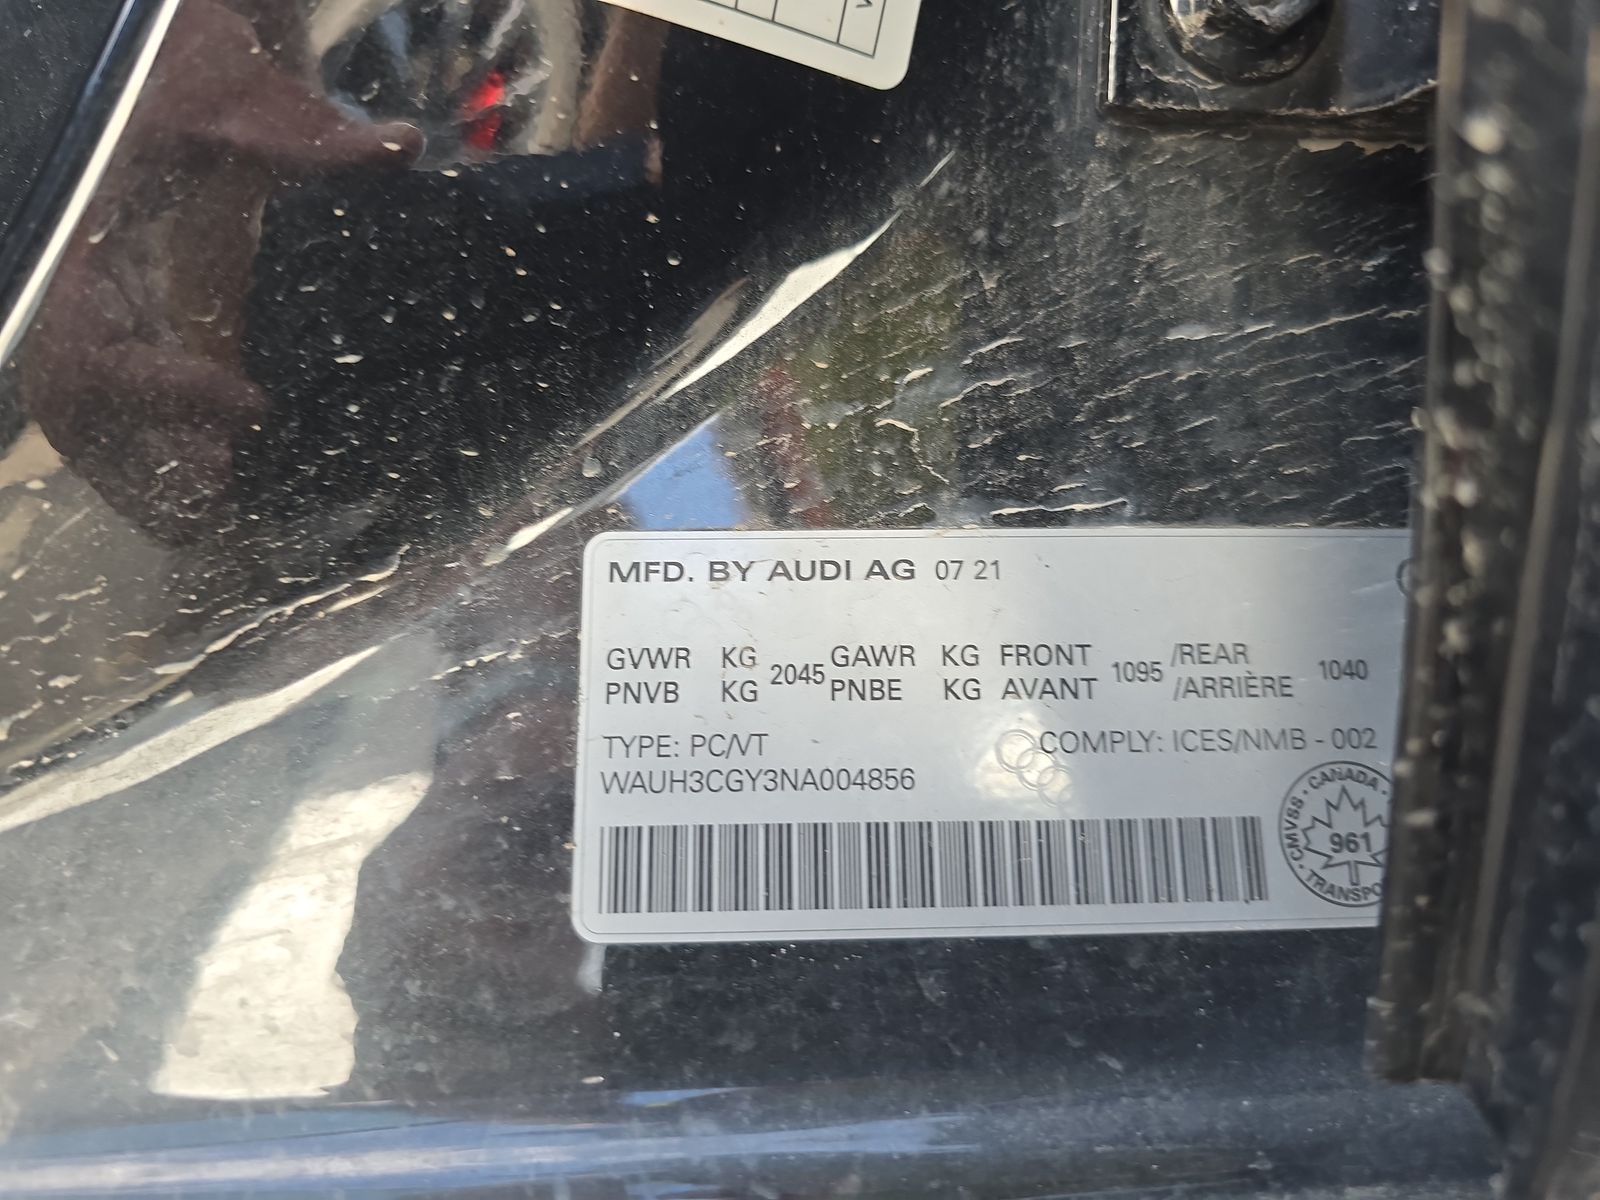 MFD. BY AUDI AG 07 21
GVWR KG 2045 GAWR KG FRONT 1095 /REAR 1040
PNVB KG PNBE KG AVANT /ARRIÈRE
TYPE: PC/VT COMPLY: ICES/NMB - 002
WAUH3CGY3NA004856
CMVSS · CANADA ·
961